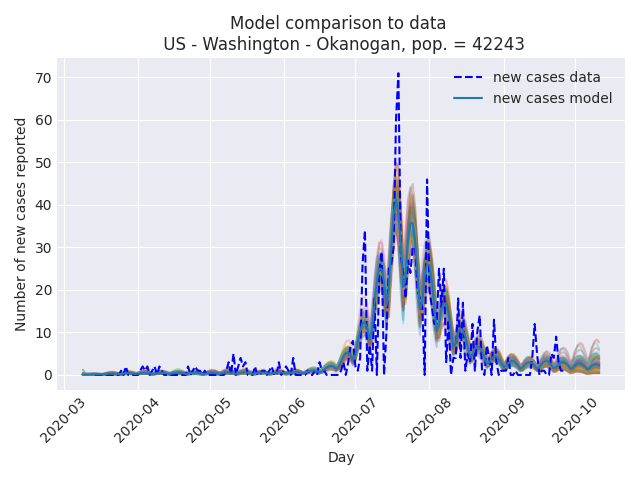 Model comparison to data
US - Washington - Okanogan, pop. = 42243
new cases data
new cases model
Number of new cases reported
70
60
50
40
30
20
10
0
2020-03
2020-04
2020-05
2020-06
2020-07
2020-08
2020-09
2020-10
Day